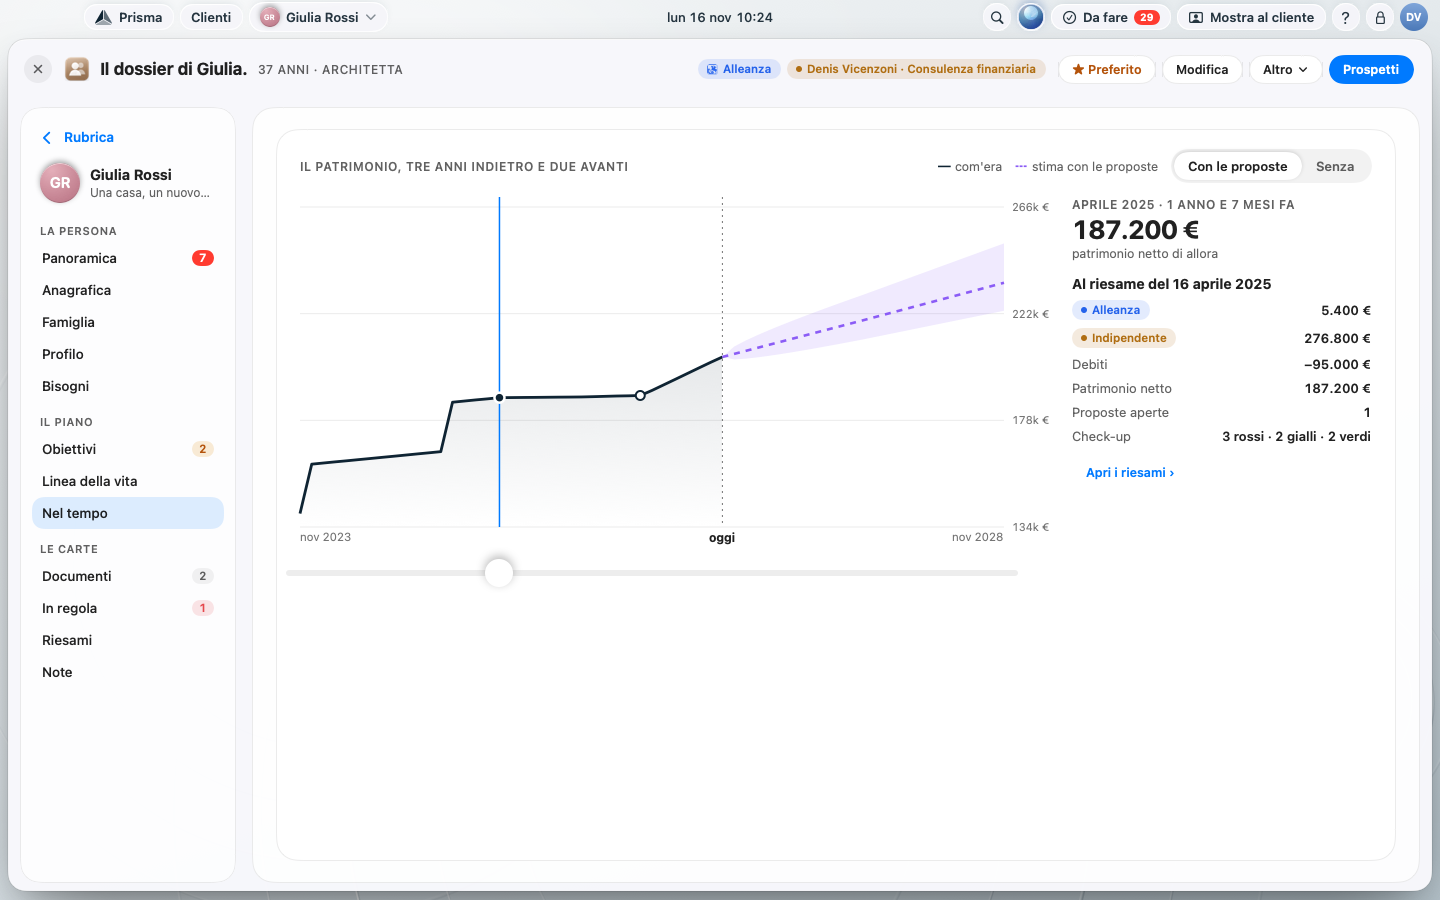 Prisma
Clienti
GR Giulia Rossi
lun 16 nov 10:24
Da fare 29
Mostra al cliente
?
DV
Il dossier di Giulia. 37 ANNI · ARCHITETTA
Alleanza
Denis Vicenzoni · Consulenza finanziaria
Preferito
Modifica
Altro
Prospetti
Rubrica
GR
Giulia Rossi
Una casa, un nuovo...
LA PERSONA
Panoramica 7
Anagrafica
Famiglia
Profilo
Bisogni
IL PIANO
Obiettivi 2
Linea della vita
Nel tempo
LE CARTE
Documenti 2
In regola 1
Riesami
Note
IL PATRIMONIO, TRE ANNI INDIETRO E DUE AVANTI
com'era
stima con le proposte
Con le proposte
Senza
266k €
222k €
178k €
134k €
nov 2023
oggi
nov 2028
APRILE 2025 · 1 ANNO E 7 MESI FA
187.200 €
patrimonio netto di allora
Al riesame del 16 aprile 2025
Alleanza 5.400 €
Indipendente 276.800 €
Debiti −95.000 €
Patrimonio netto 187.200 €
Proposte aperte 1
Check-up 3 rossi · 2 gialli · 2 verdi
Apri i riesami ›